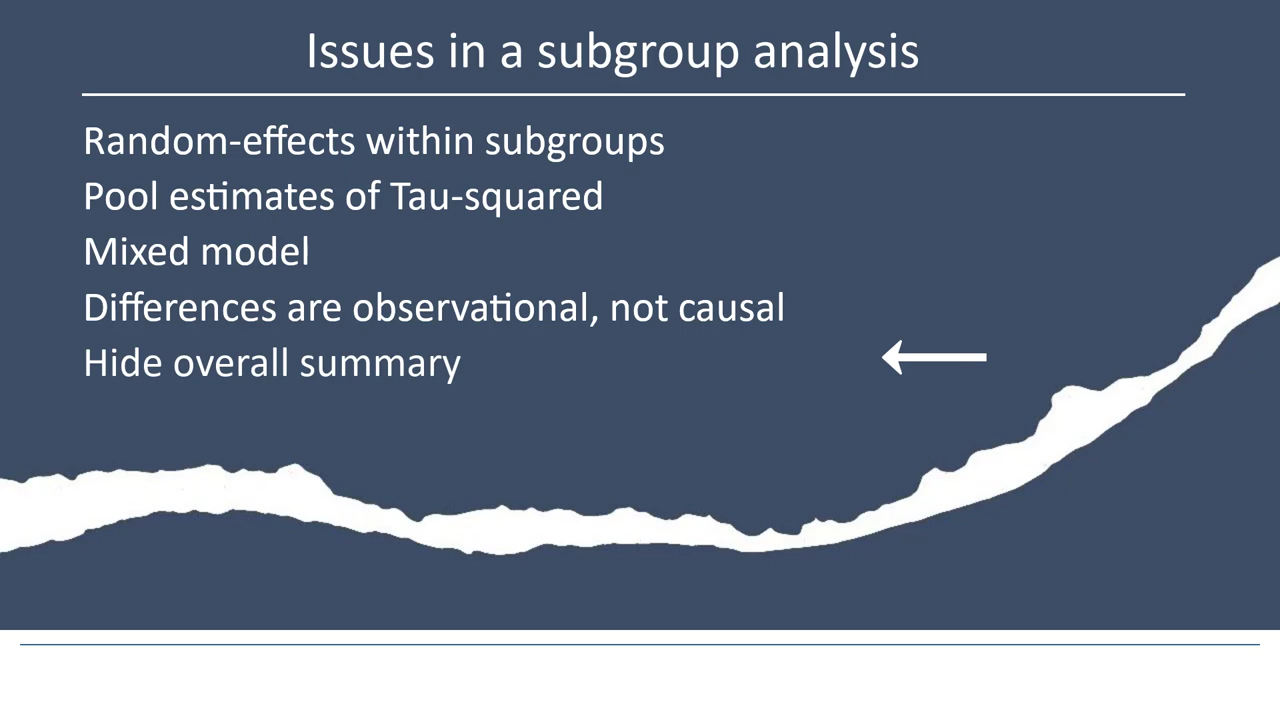 Issues in a subgroup analysis
Random-effects within subgroups
Pool estimates of Tau-squared
Mixed model
Differences are observational, not causal
Hide overall summary